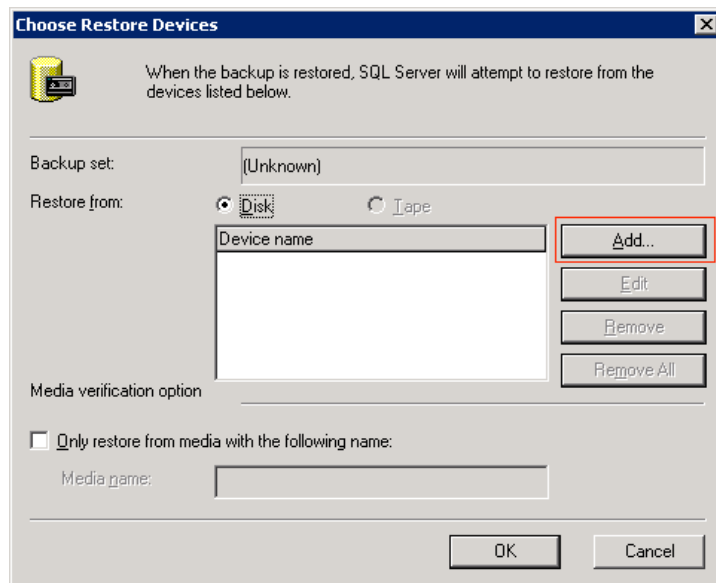 Choose Restore Devices
When the backup is restored, SQL Server will attempt to restore from the
devices listed below.
Backup set:
(Unknown)
Restore from:
Disk
Tape
Device name
Add...
Edit
Remove
Remove All
Media verification option
Only restore from media with the following name:
Media name:
OK
Cancel